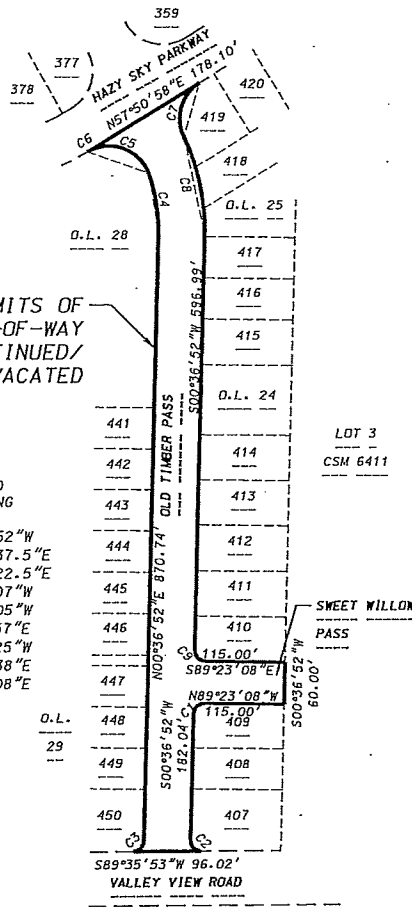 359
377
378
HAZY SKY PARKWAY
N57°50'58"E 178.10'
420
419
418
C7
C6
C5
C8
C4
O.L. 25
O.L. 28
417
416
415
MITS OF
-OF-WAY
TINUED/
VACATED
S00°36'52"W 596.99'
OLD TIMBER PASS
O.L. 24
LOT 3
CSM 6411
441
442
443
444
445
446
447
448
449
450
414
413
412
411
410
NG
52"W
37.5"E
22.5"E
07"W
05"W
57"E
25"W
38"E
08"E
N00°36'52"E 870.74'
C9
115.00'
S89°23'08"E
SWEET WILLOW
PASS
N89°23'08"W
115.00'
S00°36'52"W
60.00'
C1
S00°36'52"W
182.04'
409
408
407
O.L.
29
C3
C2
S89°35'53"W 96.02'
VALLEY VIEW ROAD